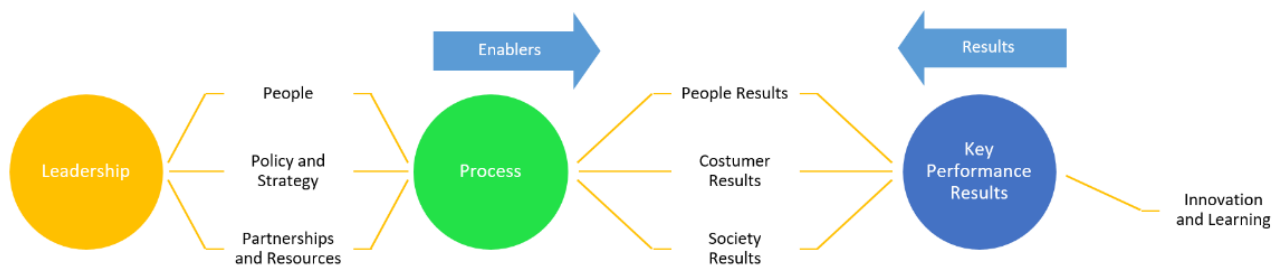 Enablers
Results
Leadership
People
Policy and
Strategy
Partnerships
and Resources
Process
People Results
Costumer
Results
Society
Results
Key
Performance
Results
Innovation
and Learning